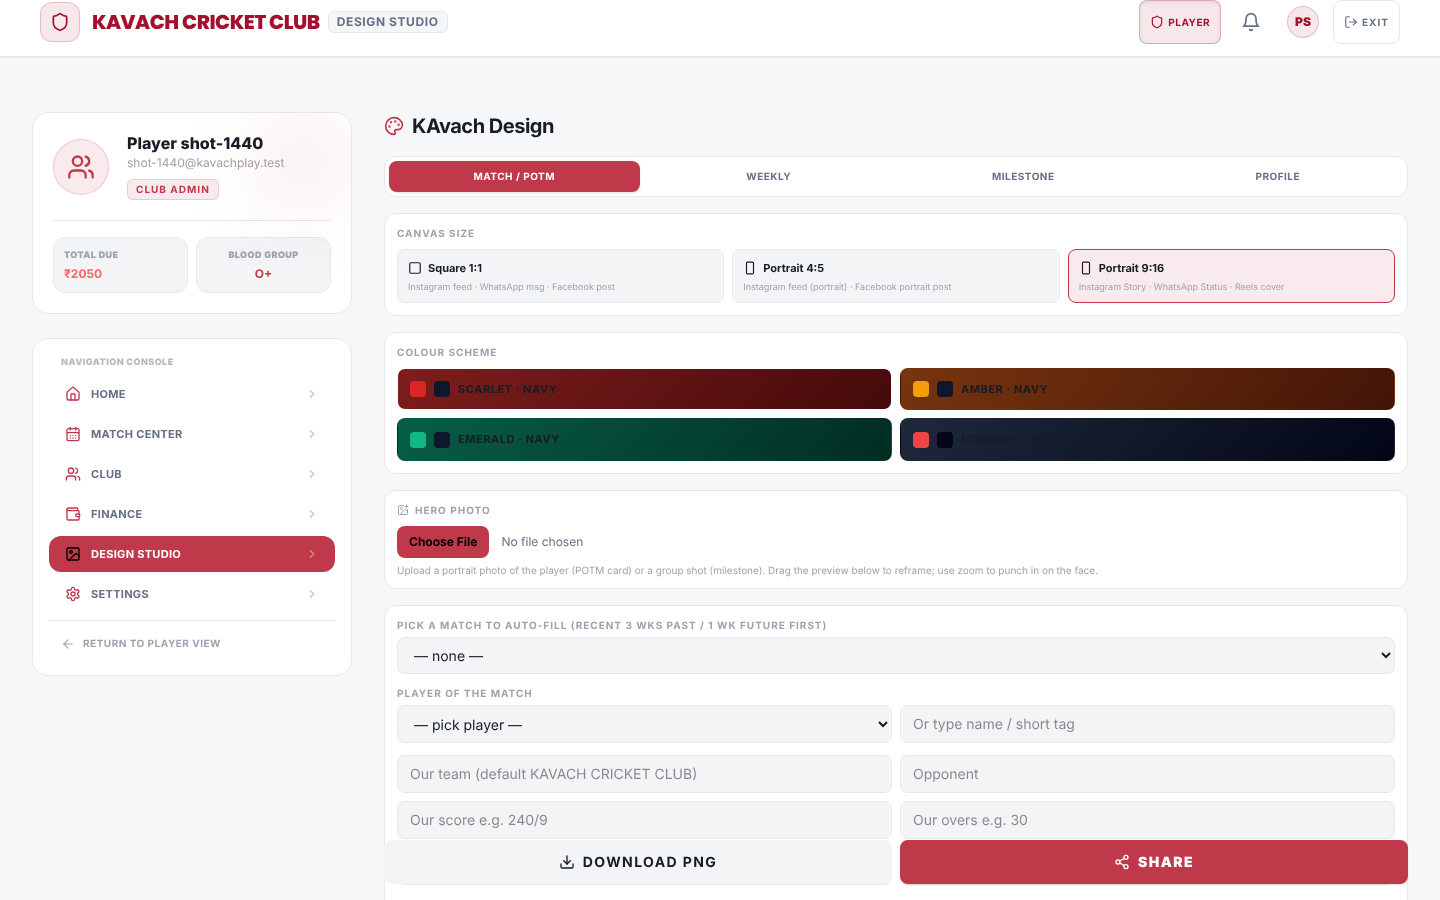 KAVACH CRICKET CLUB DESIGN STUDIO PLAYER PS EXIT
Player shot-1440
shot-1440@kavachplay.test
CLUB ADMIN
TOTAL DUE
₹2050
BLOOD GROUP
O+
NAVIGATION CONSOLE
HOME
MATCH CENTER
CLUB
FINANCE
DESIGN STUDIO
SETTINGS
RETURN TO PLAYER VIEW
KAvach Design
MATCH / POTM WEEKLY MILESTONE PROFILE
CANVAS SIZE
Square 1:1
Instagram feed · WhatsApp msg · Facebook post
Portrait 4:5
Instagram feed (portrait) · Facebook portrait post
Portrait 9:16
Instagram Story · WhatsApp Status · Reels cover
COLOUR SCHEME
SCARLET · NAVY AMBER · NAVY
EMERALD · NAVY MIDNIGHT
HERO PHOTO
Choose File No file chosen
Upload a portrait photo of the player (POTM card) or a group shot (milestone). Drag the preview below to reframe; use zoom to punch in on the face.
PICK A MATCH TO AUTO-FILL (RECENT 3 WKS PAST / 1 WK FUTURE FIRST)
— none —
PLAYER OF THE MATCH
— pick player — Or type name / short tag
Our team (default KAVACH CRICKET CLUB) Opponent
Our score e.g. 240/9 Our overs e.g. 30
DOWNLOAD PNG SHARE